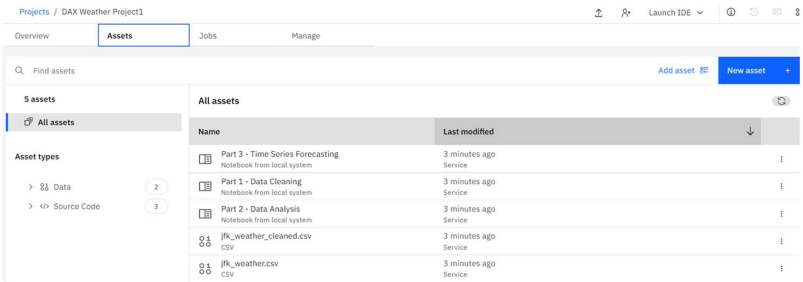 Projects / DAX Weather Project1
Launch IDE
Overview
Assets
Jobs
Manage
Find assets
Add asset
New asset +
5 assets
All assets
Asset types
Data 2
Source Code 3
All assets
Name Last modified
Part 3 - Time Series Forecasting 3 minutes ago
Notebook from local system Service
Part 1 - Data Cleaning 3 minutes ago
Notebook from local system Service
Part 2 - Data Analysis 3 minutes ago
Notebook from local system Service
jfk_weather_cleaned.csv 3 minutes ago
CSV Service
jfk_weather.csv 3 minutes ago
CSV Service